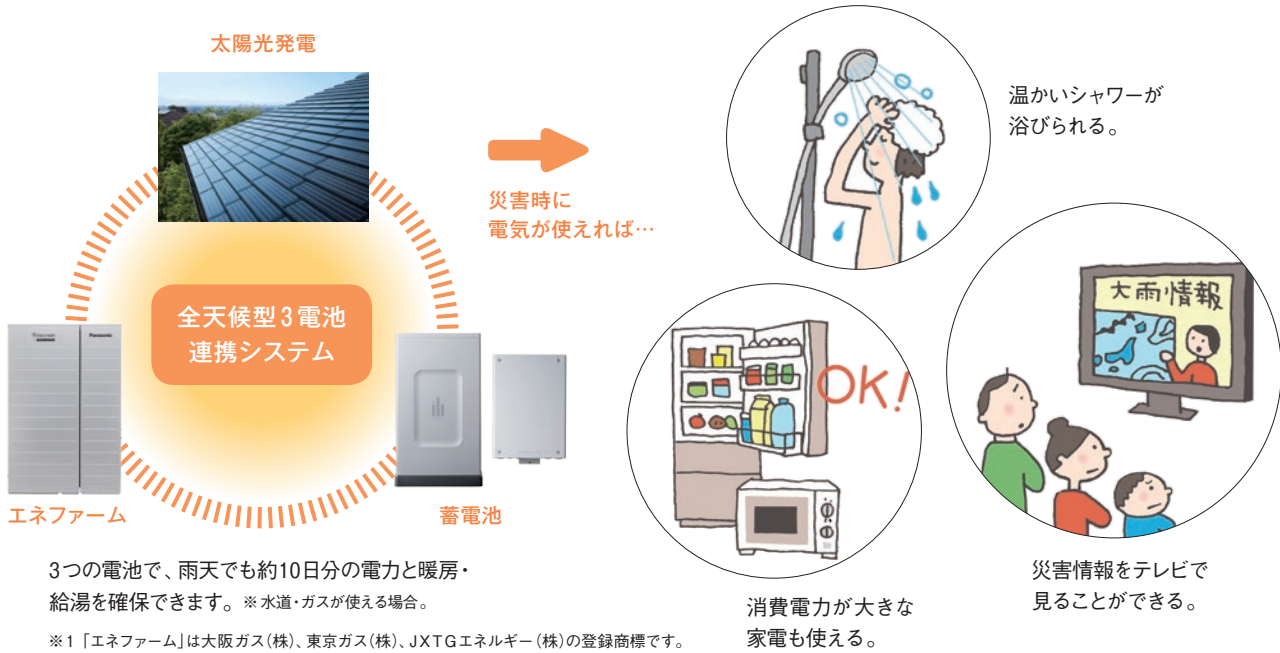 太陽光発電
災害時に
電気が使えれば…
全天候型3電池
連携システム
Panasonic
エネファーム
蓄電池
3つの電池で、雨天でも約10日分の電力と暖房・
給湯を確保できます。※水道・ガスが使える場合。
※1「エネファーム」は大阪ガス(株)、東京ガス(株)、JXTGエネルギー(株)の登録商標です。
温かいシャワーが
浴びられる。
OK!
消費電力が大きな
家電も使える。
大雨情報
災害情報をテレビで
見ることができる。